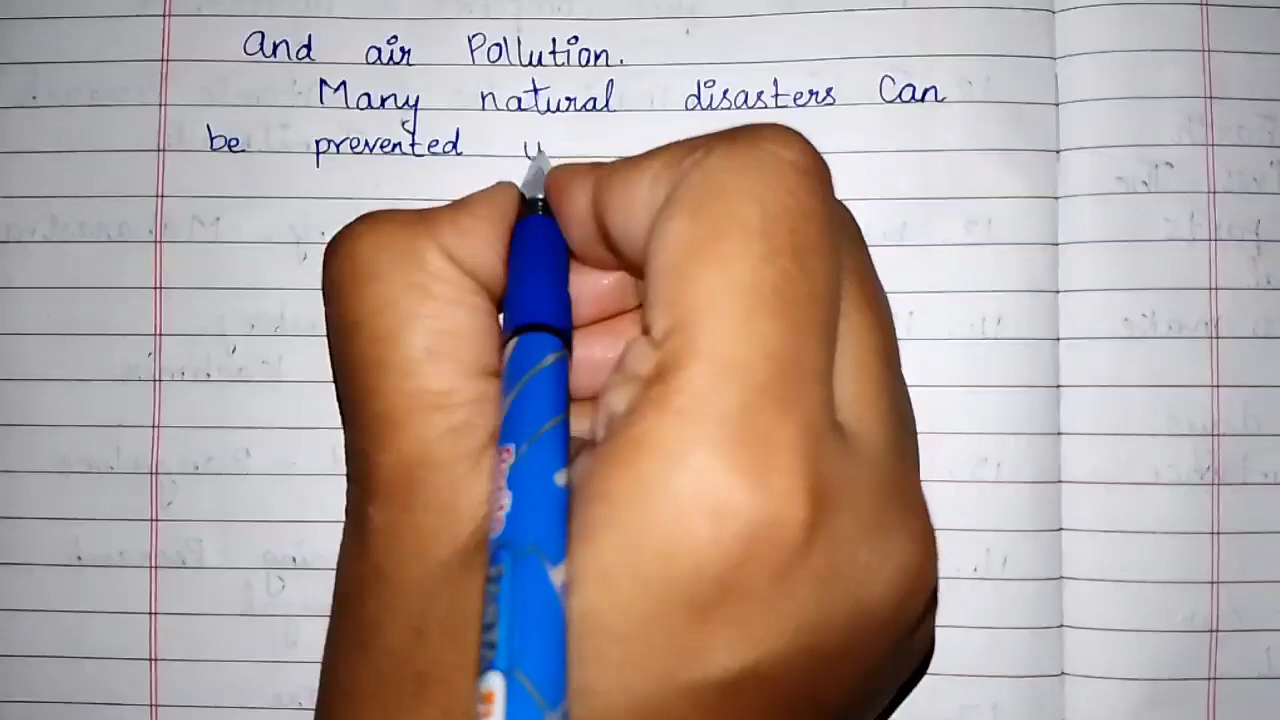 and air Pollution.
Many natural disasters Can
be prevented